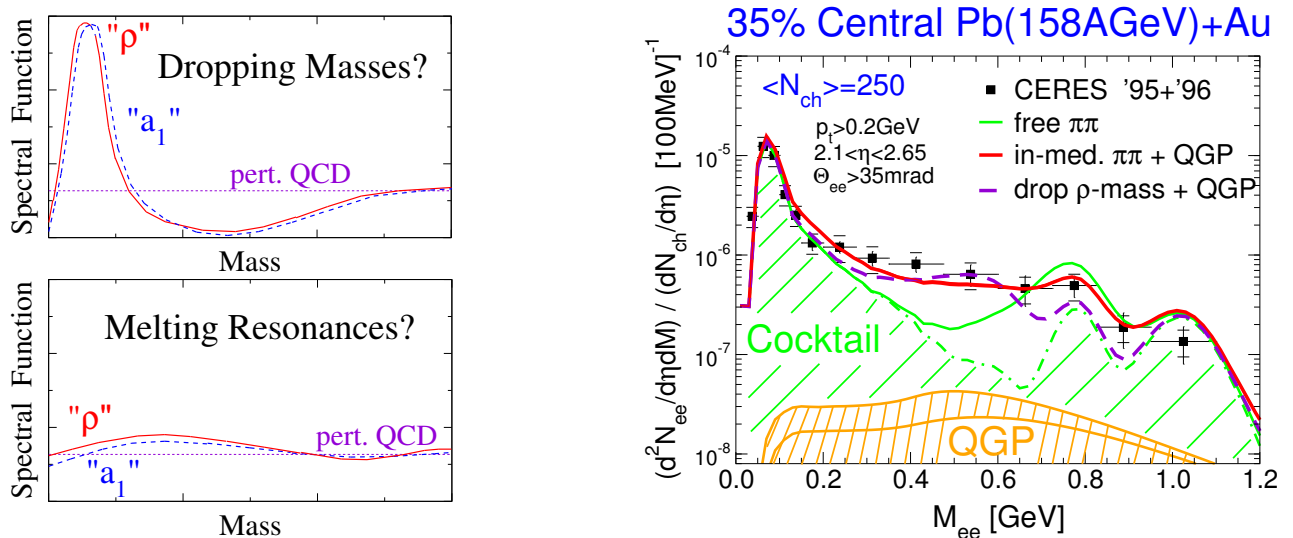 Spectral Function
"ρ"
Dropping Masses?
"a1"
pert. QCD
Mass
Spectral Function
Melting Resonances?
"ρ"
pert. QCD
"a1"
Mass
35% Central Pb(158AGeV)+Au
(d²Nee/dηdM) / (dNch/dη) [100MeV]⁻¹
10⁻⁴
10⁻⁵
10⁻⁶
10⁻⁷
10⁻⁸
<Nch>=250
pt>0.2GeV
2.1<η<2.65
Θee>35mrad
CERES '95+'96
free ππ
in-med. ππ + QGP
drop ρ-mass + QGP
Cocktail
QGP
0.0 0.2 0.4 0.6 0.8 1.0 1.2
Mee [GeV]